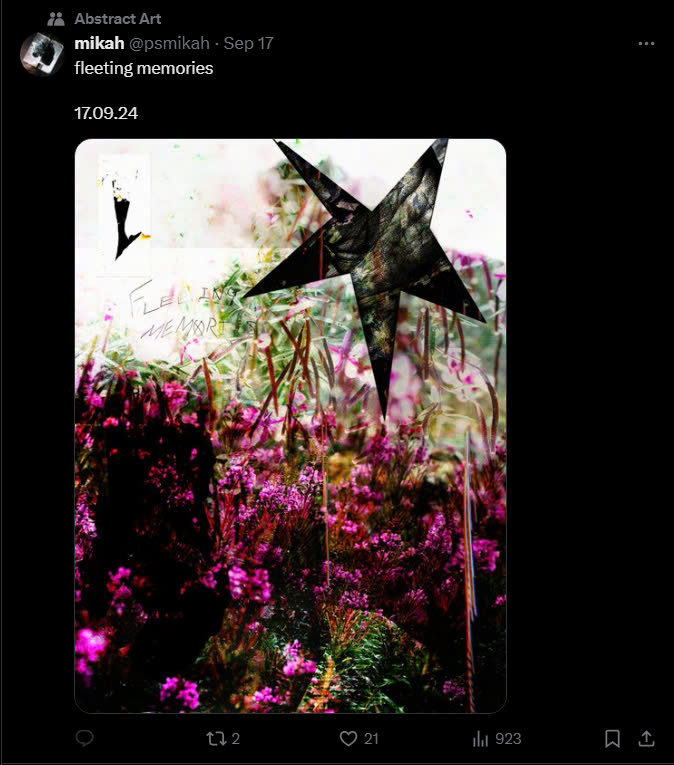 Abstract Art
mikah @psmikah · Sep 17
fleeting memories
17.09.24
2
21
923